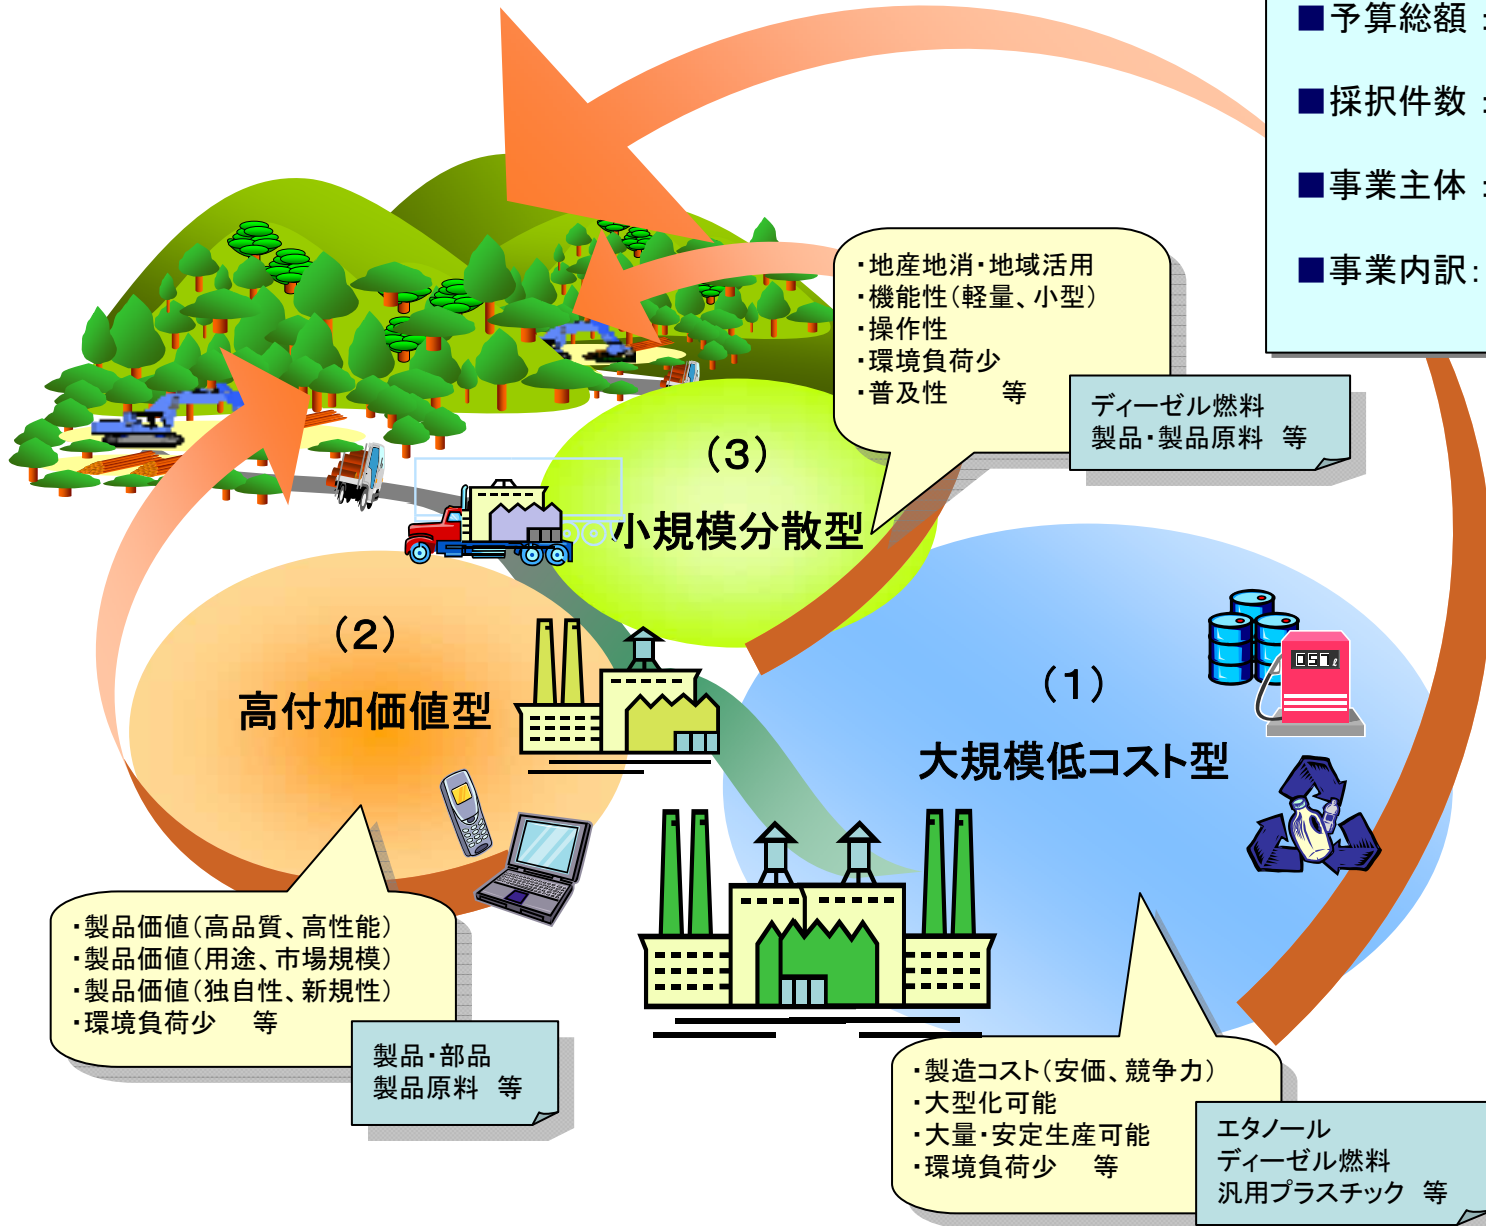 ■予算総額：
■採択件数：
■事業主体：
■事業内訳：
・地産地消・地域活用
・機能性（軽量、小型）
・操作性
・環境負荷少
・普及性　　等
ディーゼル燃料
製品・製品原料　等
（３）
小規模分散型
（２）
高付加価値型
（１）
大規模低コスト型
・製品価値（高品質、高性能）
・製品価値（用途、市場規模）
・製品価値（独自性、新規性）
・環境負荷少　　等
製品・部品
製品原料　等
・製造コスト（安価、競争力）
・大型化可能
・大量・安定生産可能
・環境負荷少　　等
エタノール
ディーゼル燃料
汎用プラスチック　等